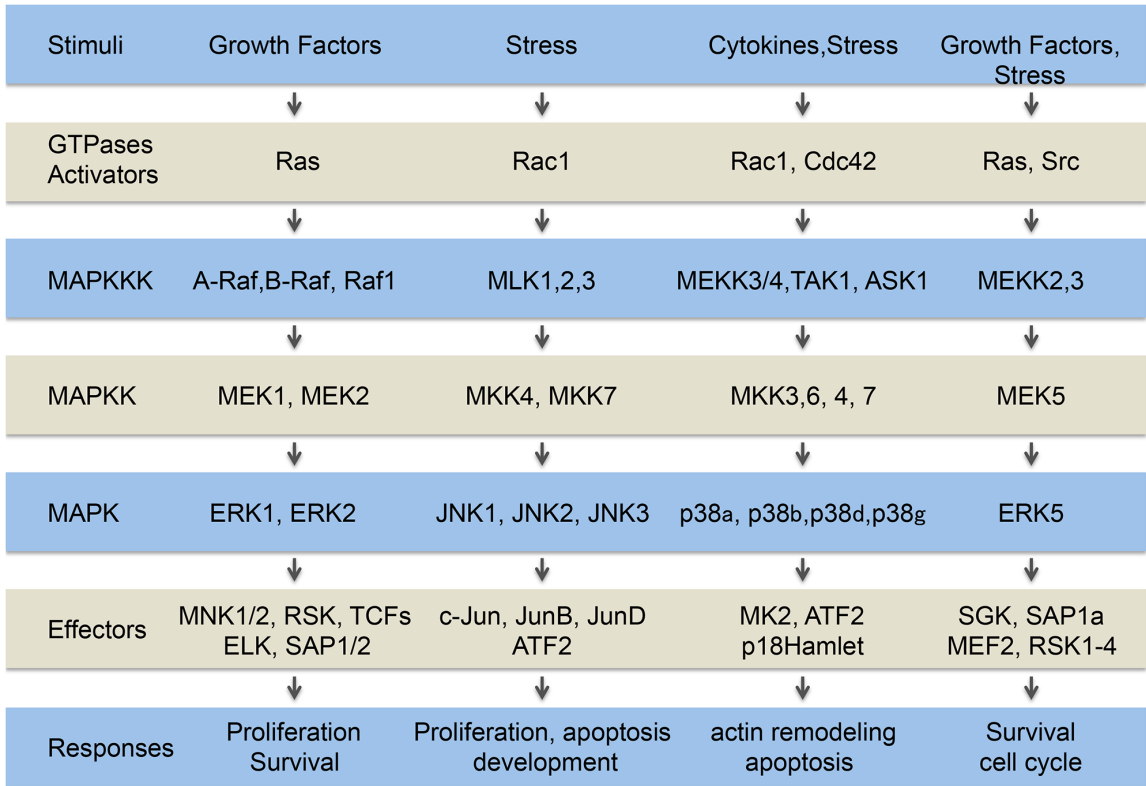 Stimuli Growth Factors Stress Cytokines,Stress Growth Factors,
Stress
GTPases
Activators Ras Rac1 Rac1, Cdc42 Ras, Src
MAPKKK A-Raf,B-Raf, Raf1 MLK1,2,3 MEKK3/4,TAK1, ASK1 MEKK2,3
MAPKK MEK1, MEK2 MKK4, MKK7 MKK3,6, 4, 7 MEK5
MAPK ERK1, ERK2 JNK1, JNK2, JNK3 p38a, p38b,p38d,p38g ERK5
Effectors MNK1/2, RSK, TCFs c-Jun, JunB, JunD MK2, ATF2 SGK, SAP1a
ELK, SAP1/2 ATF2 p18Hamlet MEF2, RSK1-4
Responses Proliferation Proliferation, apoptosis actin remodeling Survival
Survival development apoptosis cell cycle